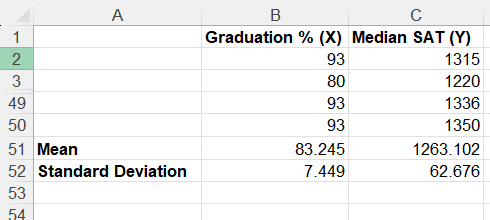 A B C
1 Graduation % (X) Median SAT (Y)
2 93 1315
3 80 1220
49 93 1336
50 93 1350
51 Mean 83.245 1263.102
52 Standard Deviation 7.449 62.676
53
54